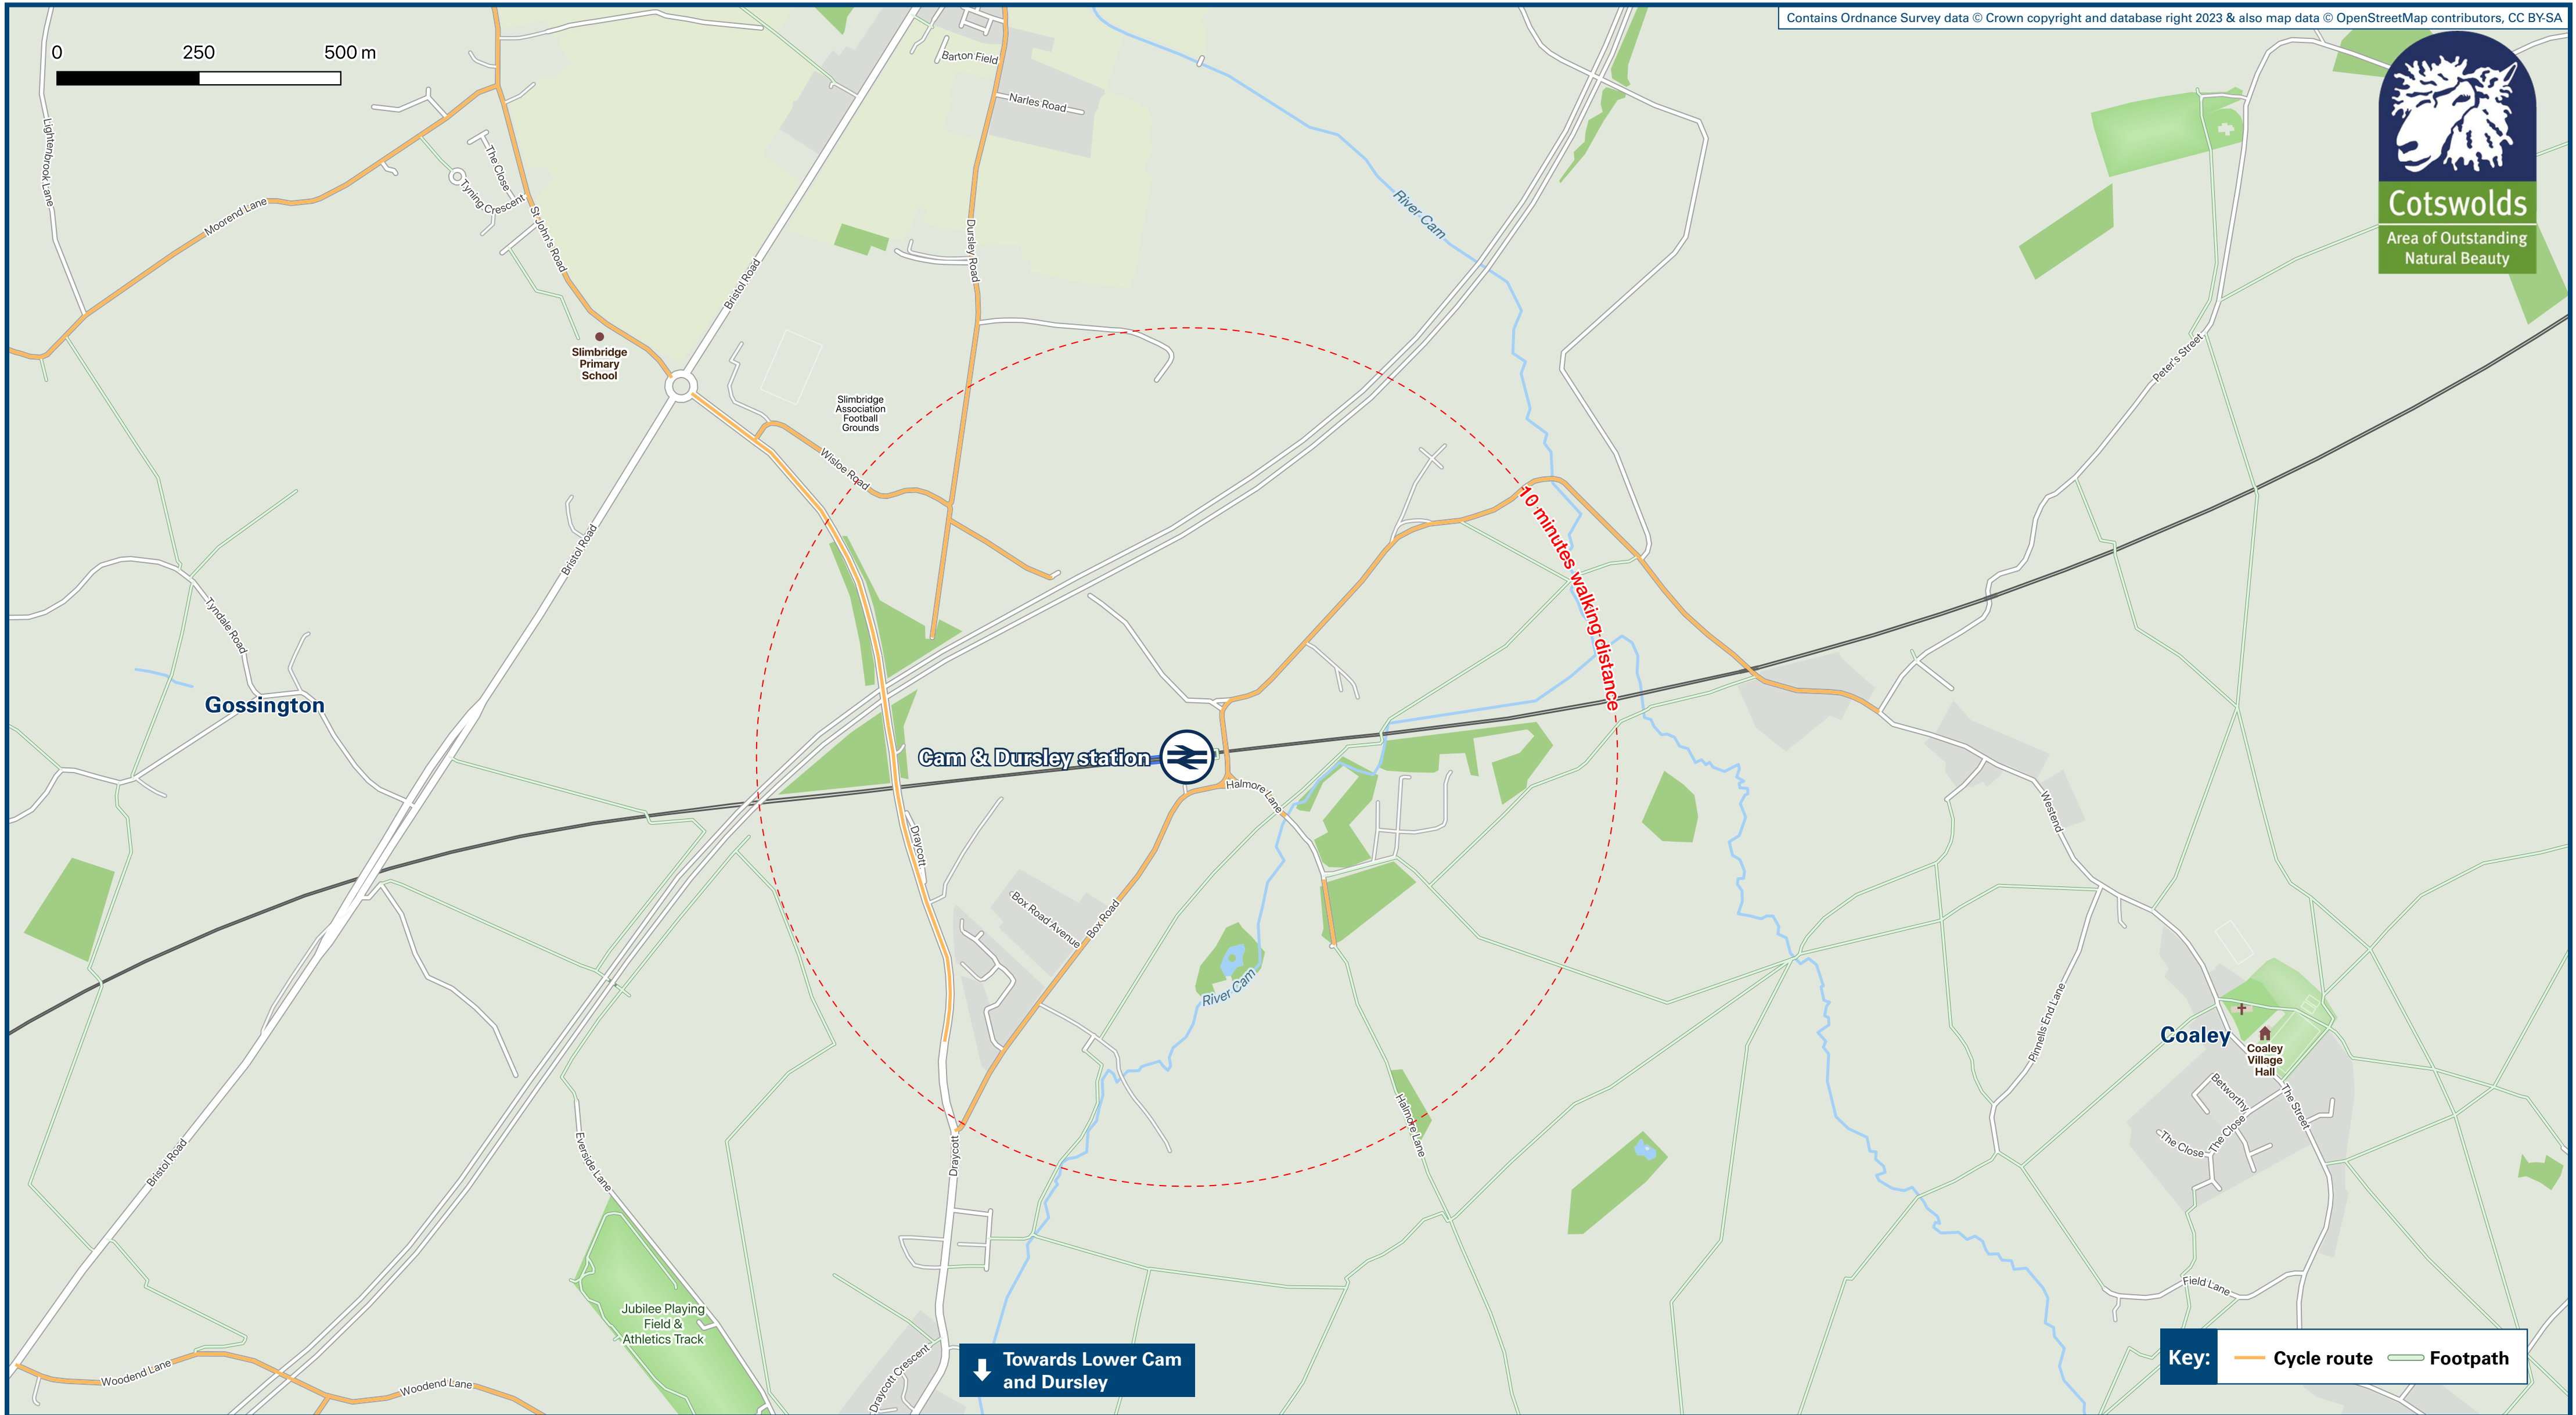 Contains Ordnance Survey data © Crown copyright and database right 2023 & also map data © OpenStreetMap contributors, CC BY-SA
0 250 500 m
Cotswolds
Area of Outstanding
Natural Beauty
Barton Field
Narles Road
Lightenbrook Lane
The Close
Tyning Crescent
Moorend Lane
St John's Road
Dursley Road
River Cam
Bristol Road
Slimbridge
Primary
School
Peter's Street
Slimbridge
Association
Football
Grounds
Wisloe Road
10 minutes walking distance
Bristol Road
Tyndale Road
Gossington
Cam & Dursley station
Halmore Lane
Westend
Draycott
Box Road Avenue
Box Road
River Cam
Pinnells End Lane
Coaley
Coaley
Village
Hall
Betworthy
The Street
The Close
The Close
Halmore Lane
Draycott
Everside Lane
Bristol Road
Field Lane
Jubilee Playing
Field &
Athletics Track
Woodend Lane
Woodend Lane
Draycott Crescent
Towards Lower Cam
and Dursley
Key: Cycle route Footpath